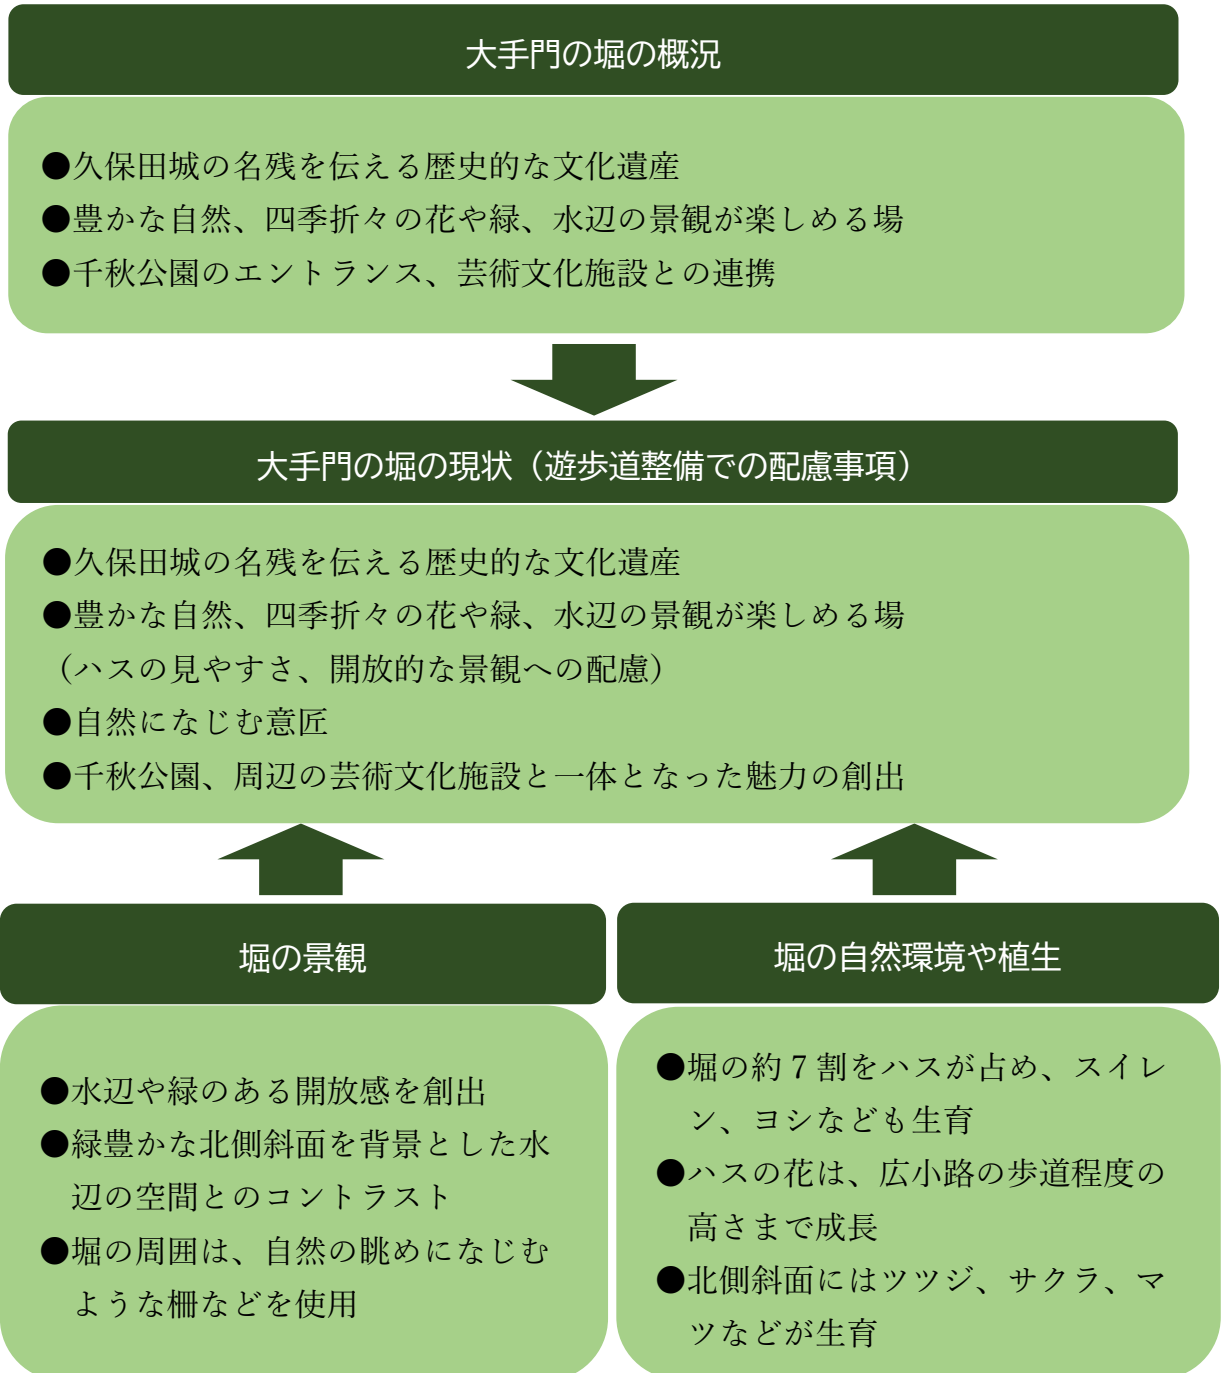 大手門の堀の概況
●久保田城の名残を伝える歴史的な文化遺産
●豊かな自然、四季折々の花や緑、水辺の景観が楽しめる場
●千秋公園のエントランス、芸術文化施設との連携
大手門の堀の現状（遊歩道整備での配慮事項）
●久保田城の名残を伝える歴史的な文化遺産
●豊かな自然、四季折々の花や緑、水辺の景観が楽しめる場
（ハスの見やすさ、開放的な景観への配慮）
●自然になじむ意匠
●千秋公園、周辺の芸術文化施設と一体となった魅力の創出
堀の景観
●水辺や緑のある開放感を創出
●緑豊かな北側斜面を背景とした水
辺の空間とのコントラスト
●堀の周囲は、自然の眺めになじむ
ような柵などを使用
堀の自然環境や植生
●堀の約７割をハスが占め、スイレ
ン、ヨシなども生育
●ハスの花は、広小路の歩道程度の
高さまで成長
●北側斜面にはツツジ、サクラ、マ
ツなどが生育